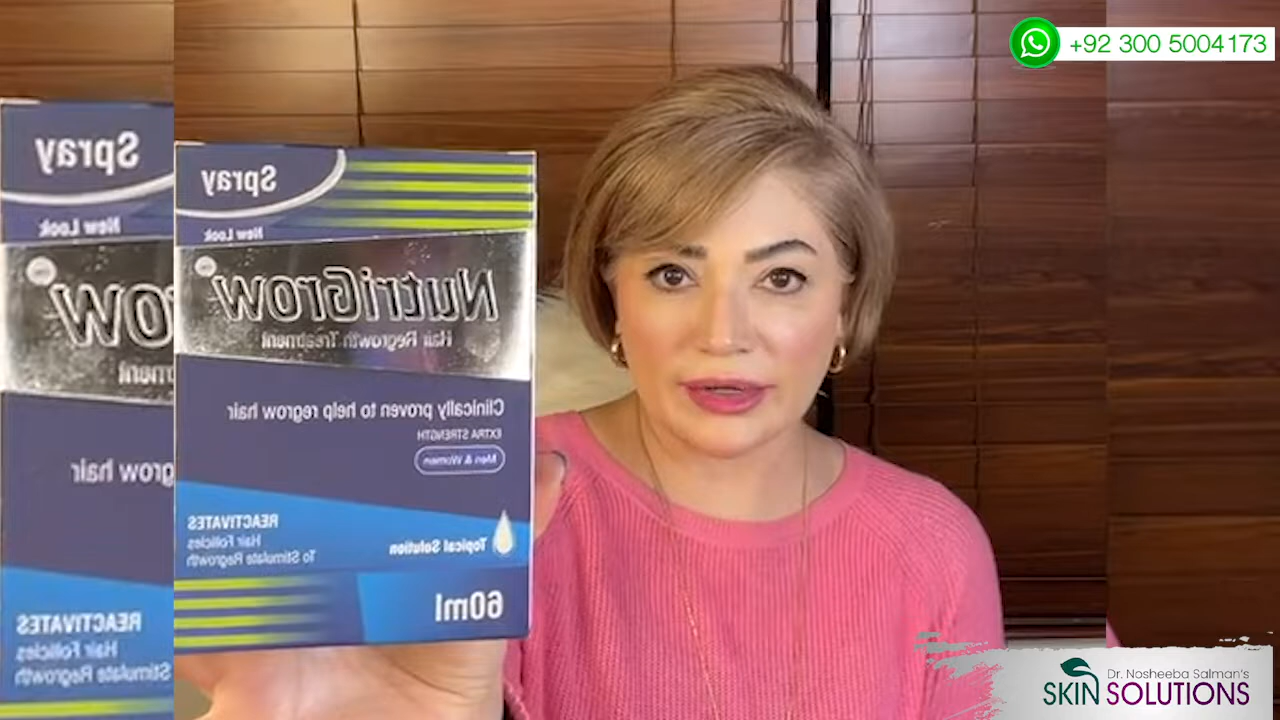 +92 300 5004173
Spray
New Look
row
tment
grow hair
REACTIVATES
Hair Follicles
Stimulate Regrowth
Spray
New Look
NutriGrow
Hair Regrowth Treatment
Clinically proven to help regrow hair
EXTRA STRENGTH
Men & Women
REACTIVATES
Hair Follicles
To Stimulate Regrowth
Topical Solution
60ml
Dr. Nosheeba Salman's
SKIN SOLUTIONS